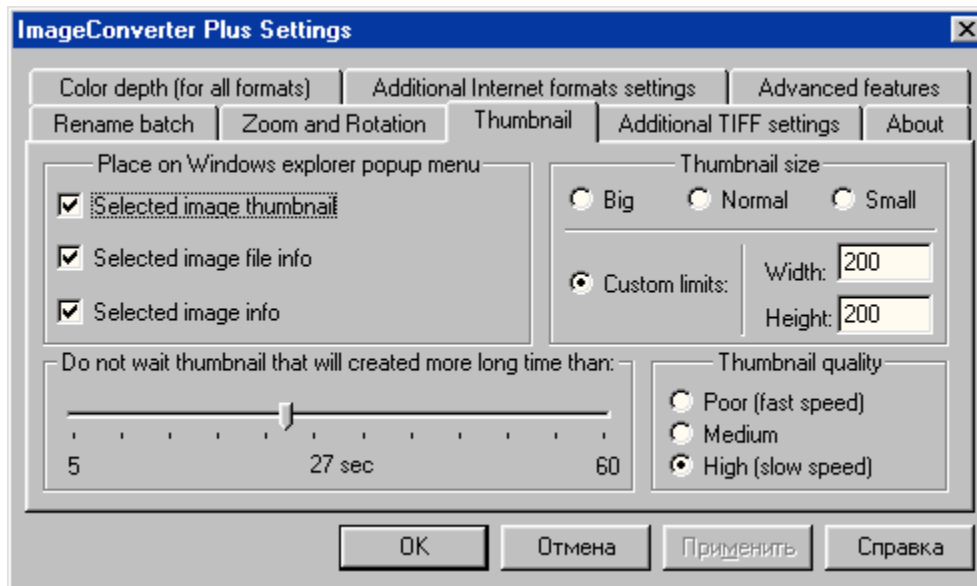 ImageConverter Plus Settings
Color depth (for all formats) Additional Internet formats settings Advanced features
Rename batch Zoom and Rotation Thumbnail Additional TIFF settings About
Place on Windows explorer popup menu
Selected image thumbnail
Selected image file info
Selected image info
Thumbnail size
Big Normal Small
Custom limits:
Width: 200
Height: 200
Do not wait thumbnail that will created more long time than:
5 27 sec 60
Thumbnail quality
Poor (fast speed)
Medium
High (slow speed)
OK Отмена Применить Справка